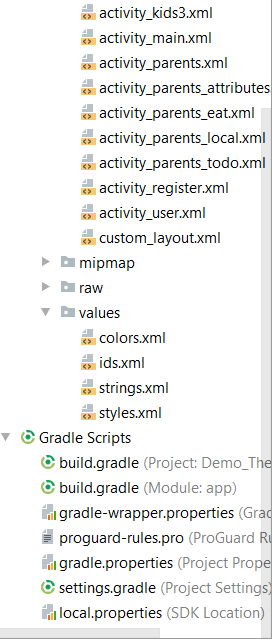 activity_kids3.xml
activity_main.xml
activity_parents.xml
activity_parents_attributes
activity_parents_eat.xml
activity_parents_local.xml
activity_parents_todo.xml
activity_register.xml
activity_user.xml
custom_layout.xml
mipmap
raw
values
colors.xml
ids.xml
strings.xml
styles.xml
Gradle Scripts
build.gradle (Project: Demo_The
build.gradle (Module: app)
gradle-wrapper.properties (Grad
proguard-rules.pro (ProGuard Ru
gradle.properties (Project Prope
settings.gradle (Project Settings)
local.properties (SDK Location)